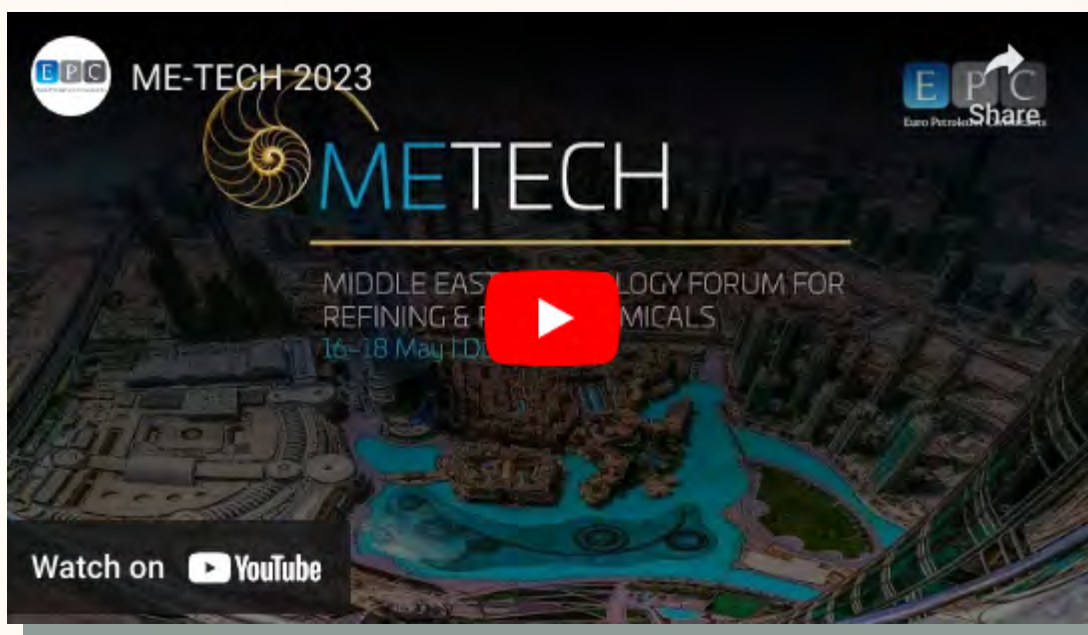 EPC
ME-TECH 2023
EPC
Share
METECH
MIDDLE EAST LOGY FORUM FOR
REFINING & MICALS
16-18 May
Watch on YouTube